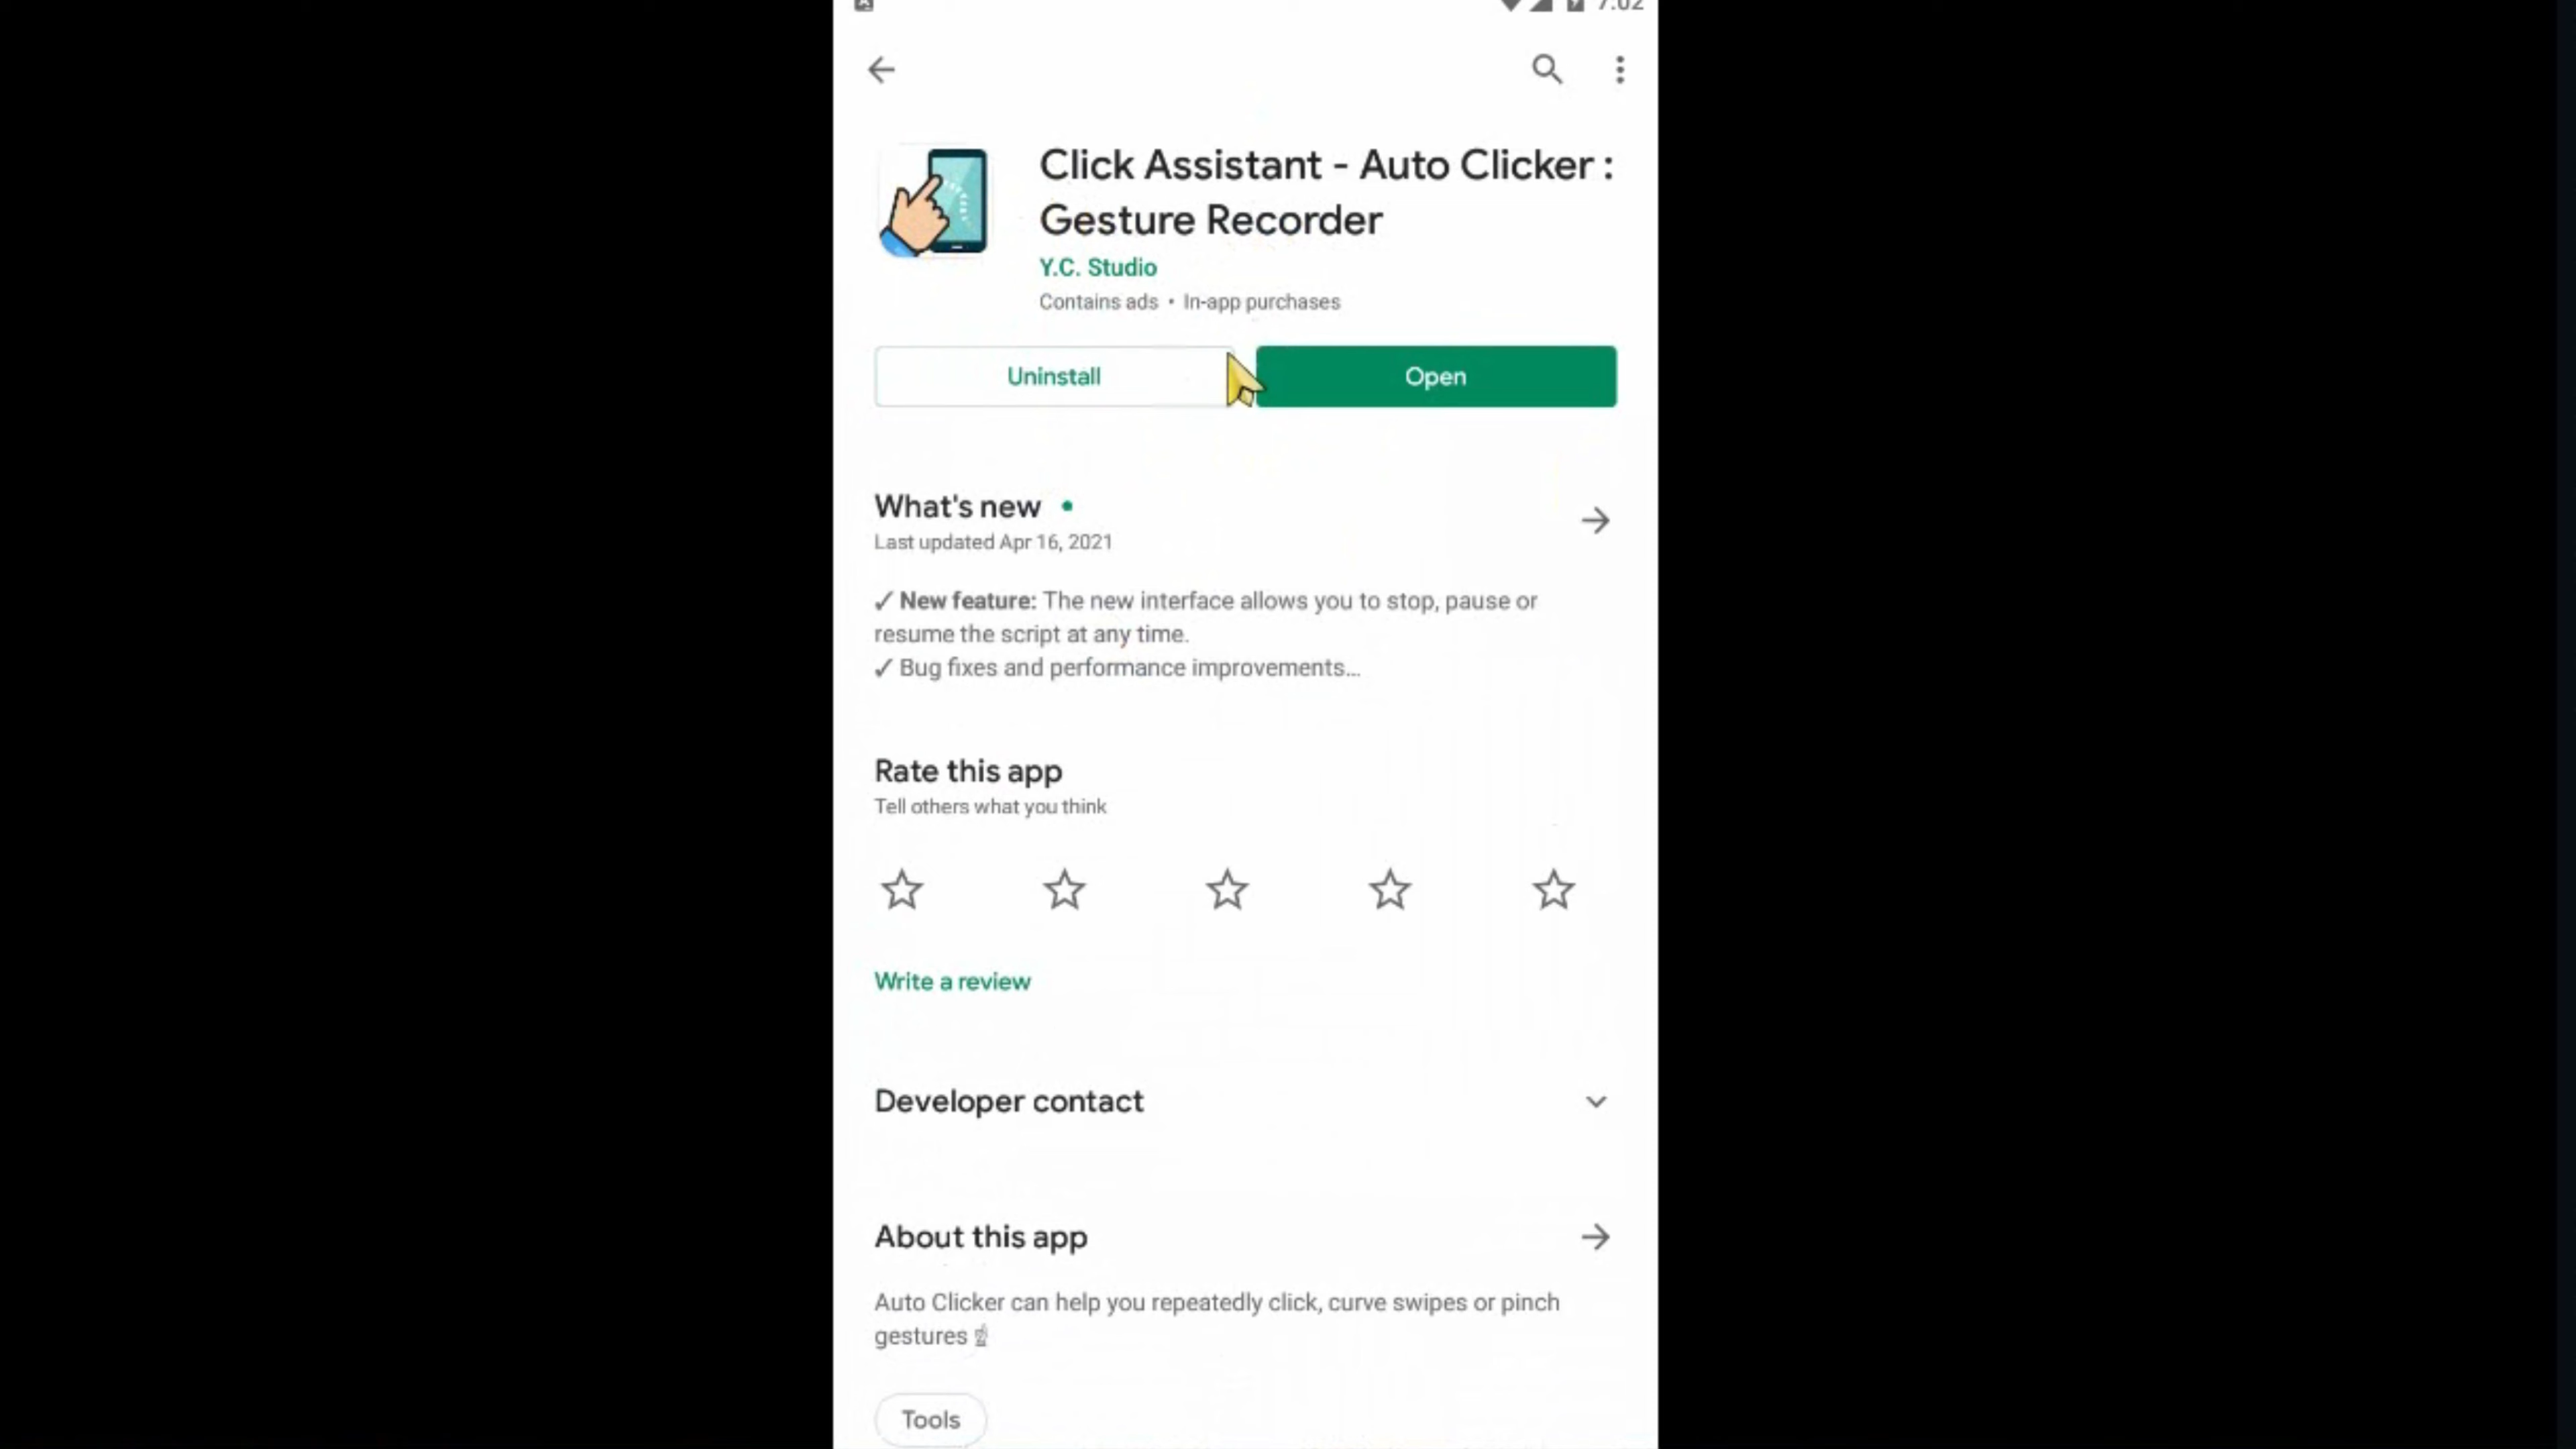 7:02
Click Assistant - Auto Clicker :
Gesture Recorder
Y.C. Studio
Contains ads • In-app purchases
Uninstall
Open
What's new •
Last updated Apr 16, 2021
✓ New feature: The new interface allows you to stop, pause or
resume the script at any time.
✓ Bug fixes and performance improvements...
Rate this app
Tell others what you think
Write a review
Developer contact
About this app
Auto Clicker can help you repeatedly click, curve swipes or pinch
gestures ☝
Tools